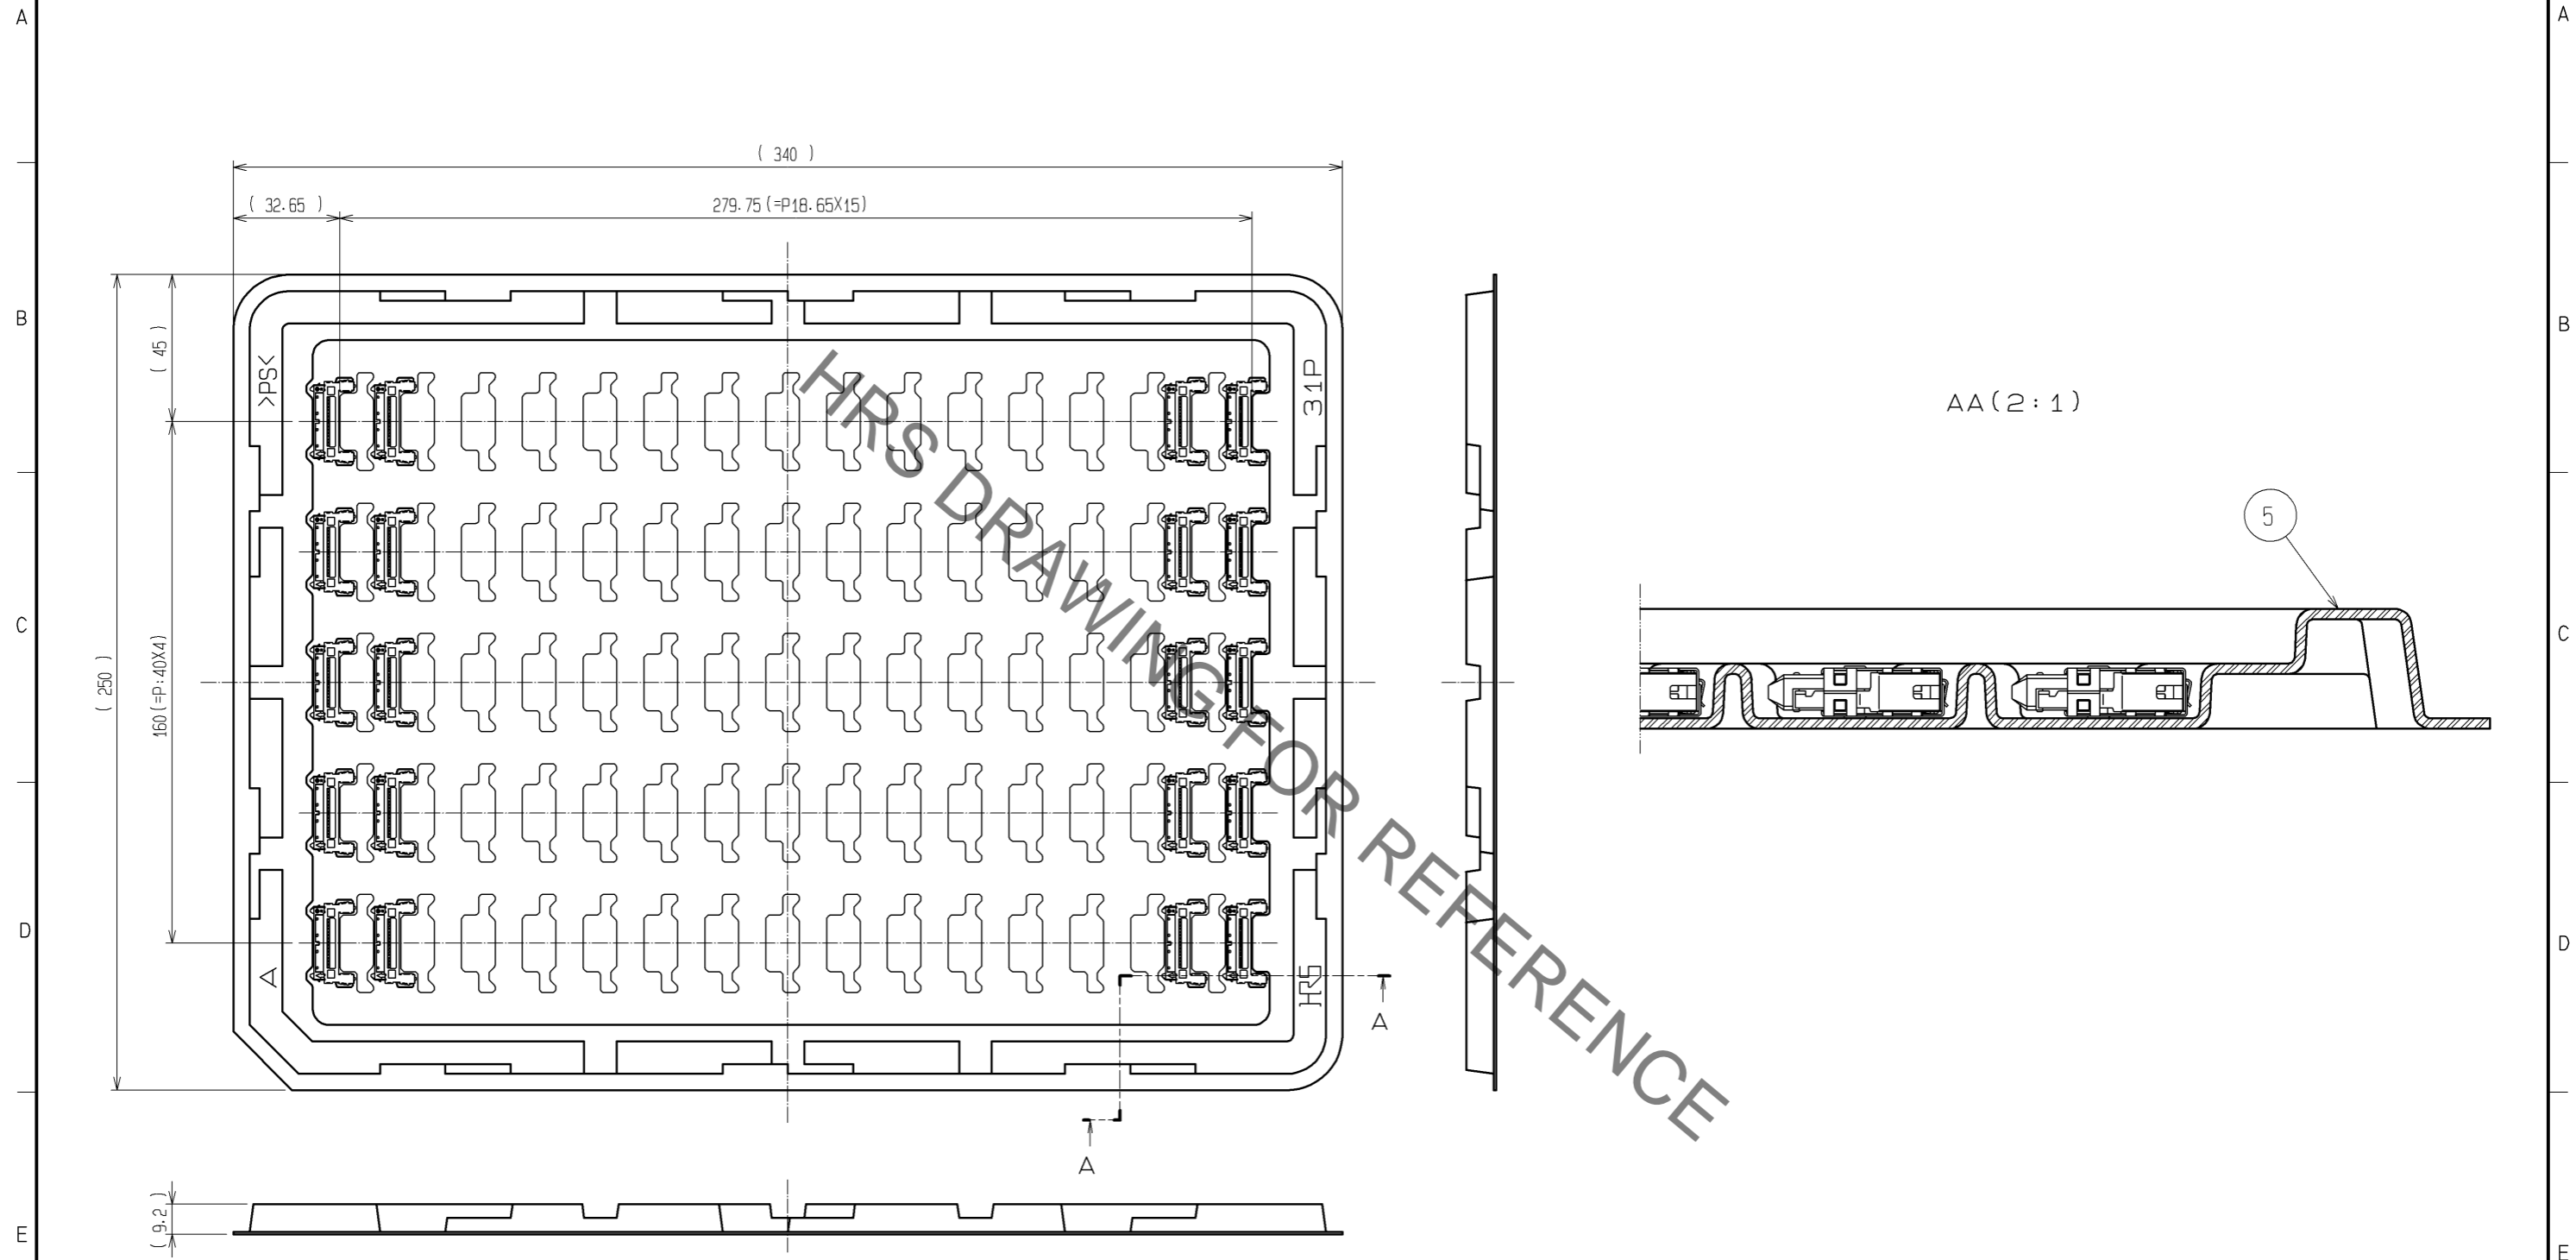 A
A
( 340 )
( 32.65 )
279.75(=P18.65X15)
B
B
( 45 )
>PS<
31P
AA(2:1)
5
C
C
( 250 )
160(=P:40X4)
HRS DRAWING FOR REFERENCE
D
D
A
HRS
A
A
( 9.2 )
E
E